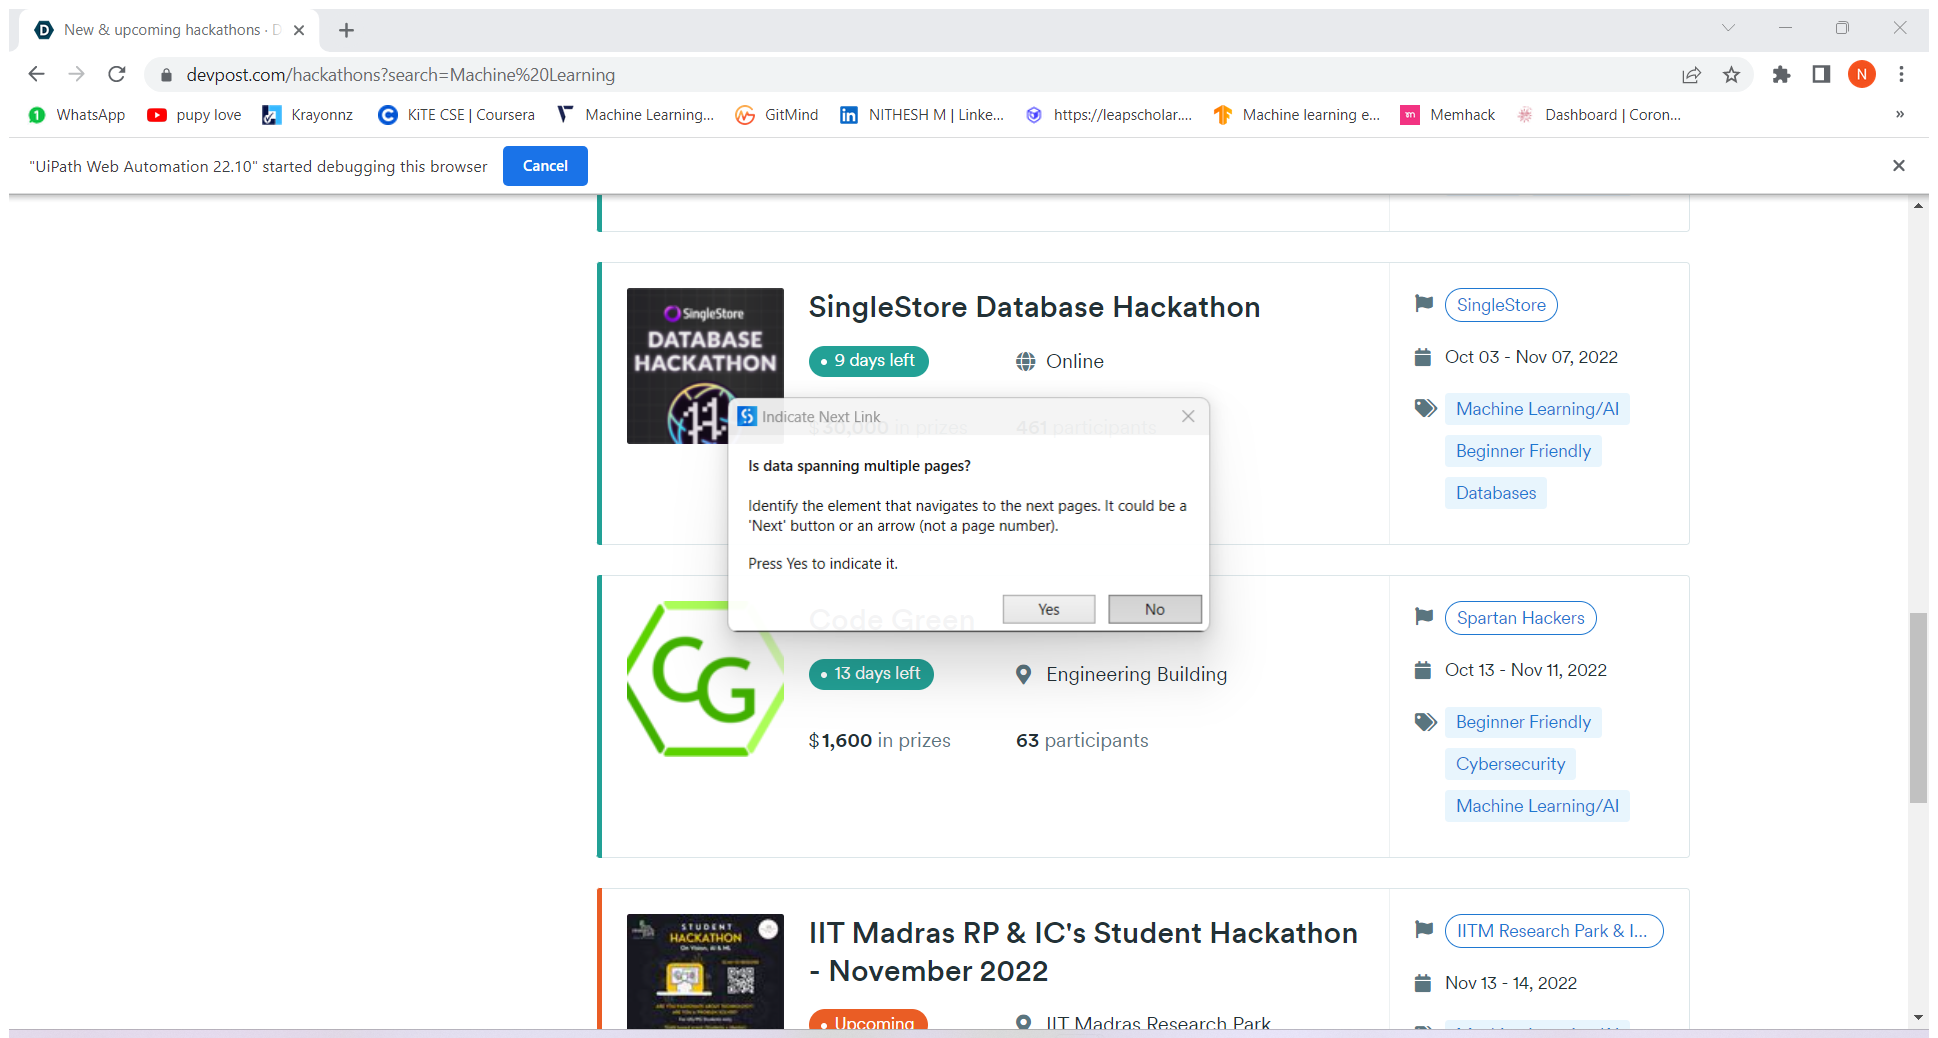 New & upcoming hackathons · D
devpost.com/hackathons?search=Machine%20Learning
N
WhatsApp
pupy love
Krayonnz
KiTE CSE | Coursera
Machine Learning...
GitMind
NITHESH M | Linke...
https://leapscholar....
Machine learning e...
Memhack
Dashboard | Coron...
»
"UiPath Web Automation 22.10" started debugging this browser
Cancel
SingleStore
DATABASE
HACKATHON
SingleStore Database Hackathon
9 days left
Online
$30,000 in prizes
461 participants
SingleStore
Oct 03 - Nov 07, 2022
Machine Learning/AI
Beginner Friendly
Databases
Indicate Next Link
Is data spanning multiple pages?
Identify the element that navigates to the next pages. It could be a
'Next' button or an arrow (not a page number).
Press Yes to indicate it.
Yes
No
CG
Code Green
13 days left
Engineering Building
$1,600 in prizes
63 participants
Spartan Hackers
Oct 13 - Nov 11, 2022
Beginner Friendly
Cybersecurity
Machine Learning/AI
STUDENT
HACKATHON
On Vision, AI & ML
IIT Madras RP & IC's Student Hackathon
- November 2022
Upcoming
IIT Madras Research Park
IITM Research Park & I...
Nov 13 - 14, 2022